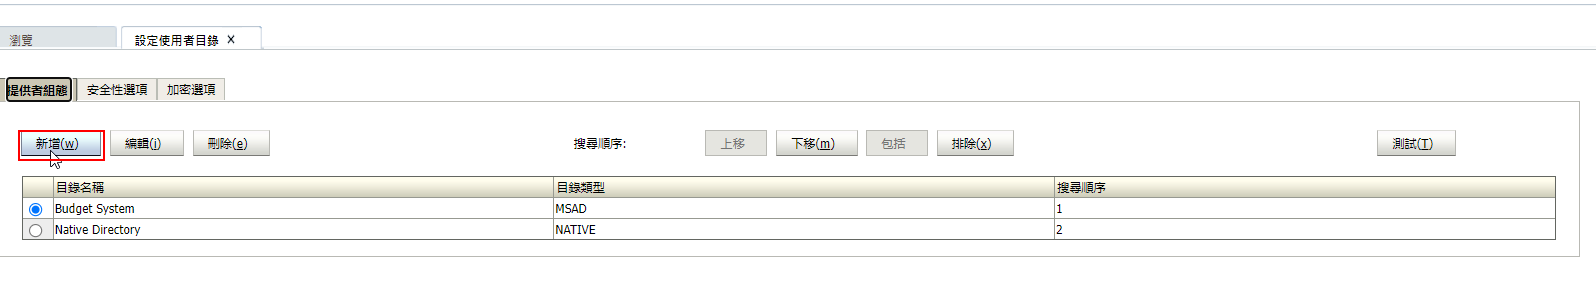 瀏覽 設定使用者目錄 X
提供者組態 安全性選項 加密選項
新增(w) 編輯(i) 刪除(e) 搜尋順序: 上移 下移(m) 包括 排除(x) 測試(T)
目錄名稱 目錄類型 搜尋順序
Budget System MSAD 1
Native Directory NATIVE 2